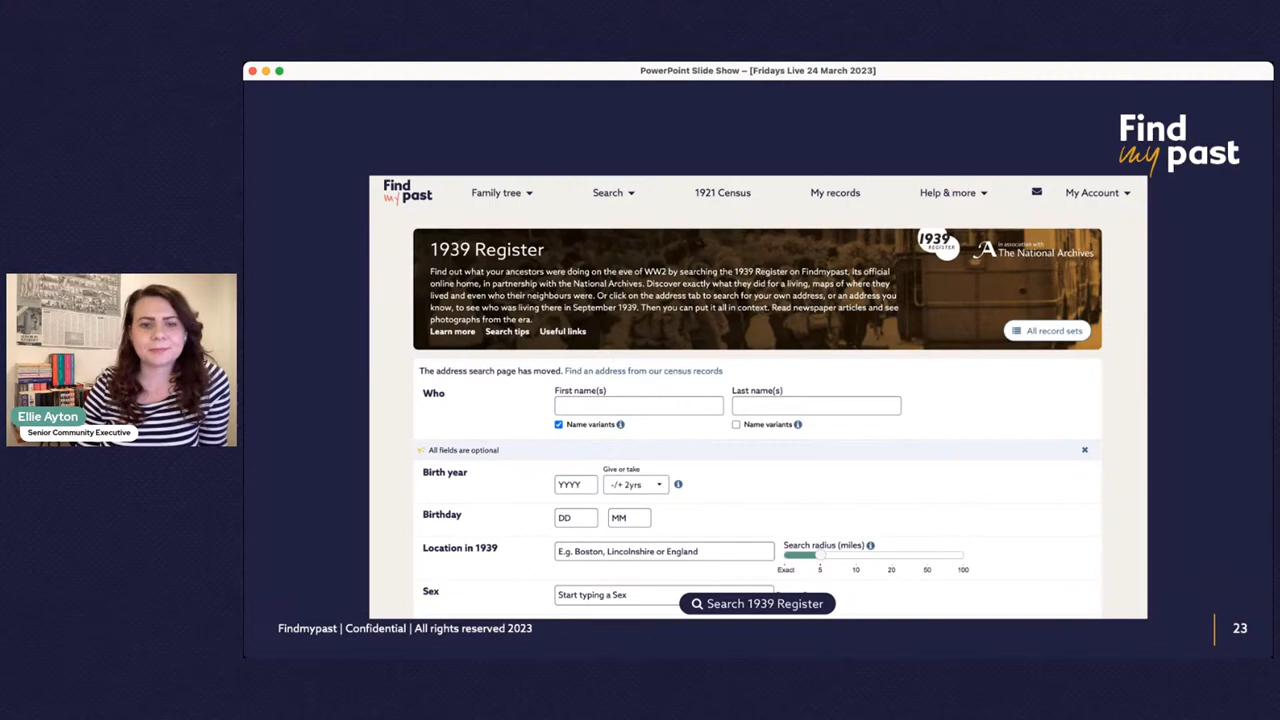 PowerPoint Slide Show – [Fridays Live 24 March 2023]
Find
my past
Find
my past
Family tree
Search
1921 Census
My records
Help & more
My Account
1939 Register
1939
REGISTER
in association with
The National Archives
Find out what your ancestors were doing on the eve of WW2 by searching the 1939 Register on Findmypast, its official
online home, in partnership with the National Archives. Discover exactly what they did for a living, maps of where they
lived and even who their neighbours were. Or click on the address tab to search for your own address, or an address you
know, to see who was living there in September 1939. Then you can put it all in context. Read newspaper articles and see
photographs from the era.
Learn more Search tips Useful links
All record sets
The address search page has moved. Find an address from our census records
Who
First name(s)
Last name(s)
Name variants
Name variants
All fields are optional
Birth year
Give or take
YYYY
-/+ 2yrs
Birthday
DD
MM
Location in 1939
E.g. Boston, Lincolnshire or England
Search radius (miles)
Exact 5 10 20 50 100
Sex
Start typing a Sex
Search 1939 Register
Ellie Ayton
Senior Community Executive
Findmypast | Confidential | All rights reserved 2023
23